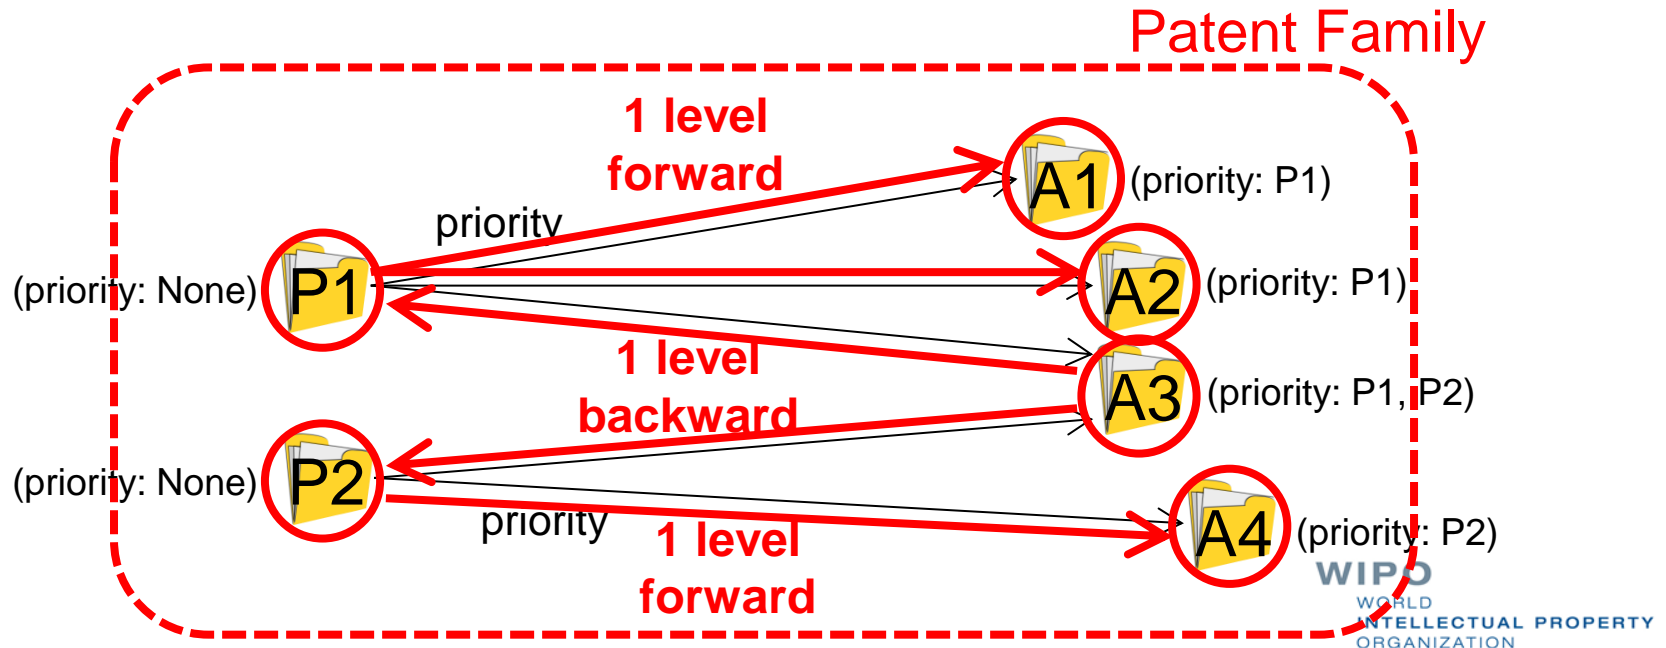 Patent Family
1 level
forward
A1
(priority: P1)
priority
(priority: None)
P1
A2
(priority: P1)
1 level
backward
A3
(priority: P1, P2)
(priority: None)
P2
priority
1 level
forward
A4
(priority: P2)
WIPO
WORLD
INTELLECTUAL PROPERTY
ORGANIZATION